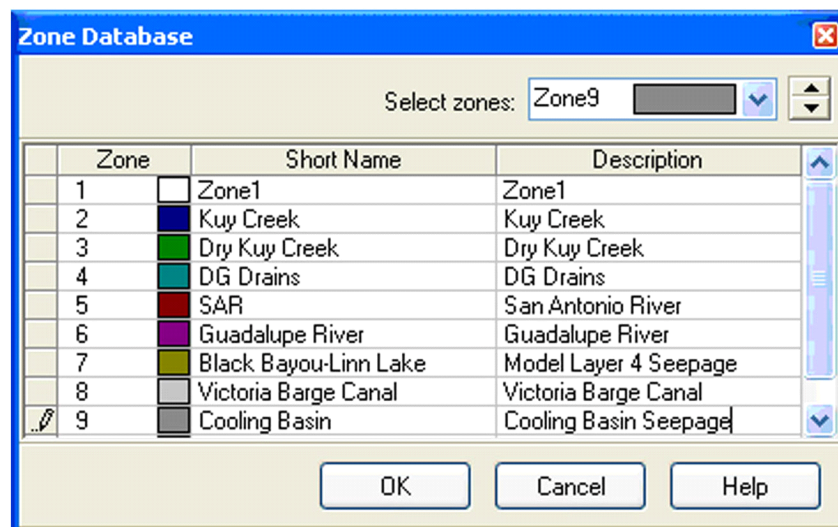 Zone Database
Select zones: Zone9
Zone Short Name Description
1 Zone1 Zone1
2 Kuy Creek Kuy Creek
3 Dry Kuy Creek Dry Kuy Creek
4 DG Drains DG Drains
5 SAR San Antonio River
6 Guadalupe River Guadalupe River
7 Black Bayou-Linn Lake Model Layer 4 Seepage
8 Victoria Barge Canal Victoria Barge Canal
9 Cooling Basin Cooling Basin Seepage
OK Cancel Help